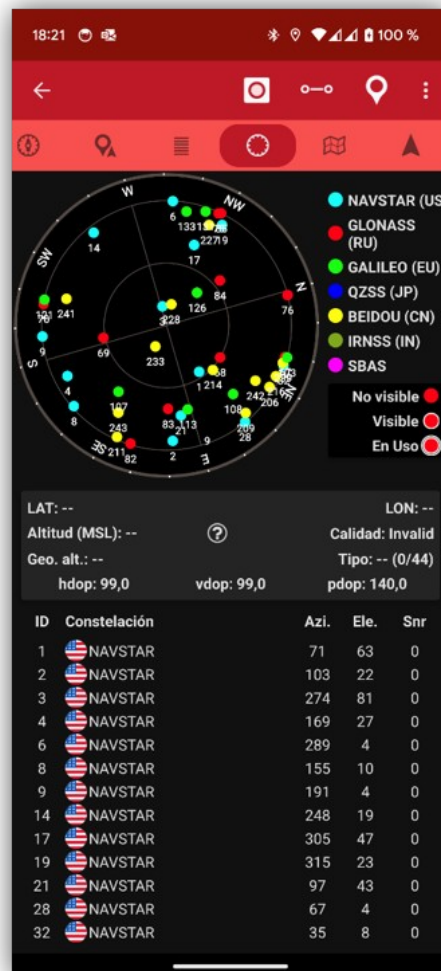 18:21 100 %
W
NW
N
NE
E
SE
S
SW
6
133
227
19
14
17
84
76
126
241
3
228
9
69
233
68
1
214
4
242
206
107
108
8
243
83
113
21
209
28
211
82
2
9
NAVSTAR (US
GLONASS
(RU)
GALILEO (EU)
QZSS (JP)
BEIDOU (CN)
IRNSS (IN)
SBAS
No visible
Visible
En Uso
LAT: -- LON: --
Altitud (MSL): -- ? Calidad: Invalid
Geo. alt.: -- Tipo: -- (0/44)
hdop: 99,0 vdop: 99,0 pdop: 140,0
ID Constelación Azi. Ele. Snr
1 NAVSTAR 71 63 0
2 NAVSTAR 103 22 0
3 NAVSTAR 274 81 0
4 NAVSTAR 169 27 0
6 NAVSTAR 289 4 0
8 NAVSTAR 155 10 0
9 NAVSTAR 191 4 0
14 NAVSTAR 248 19 0
17 NAVSTAR 305 47 0
19 NAVSTAR 315 23 0
21 NAVSTAR 97 43 0
28 NAVSTAR 67 4 0
32 NAVSTAR 35 8 0